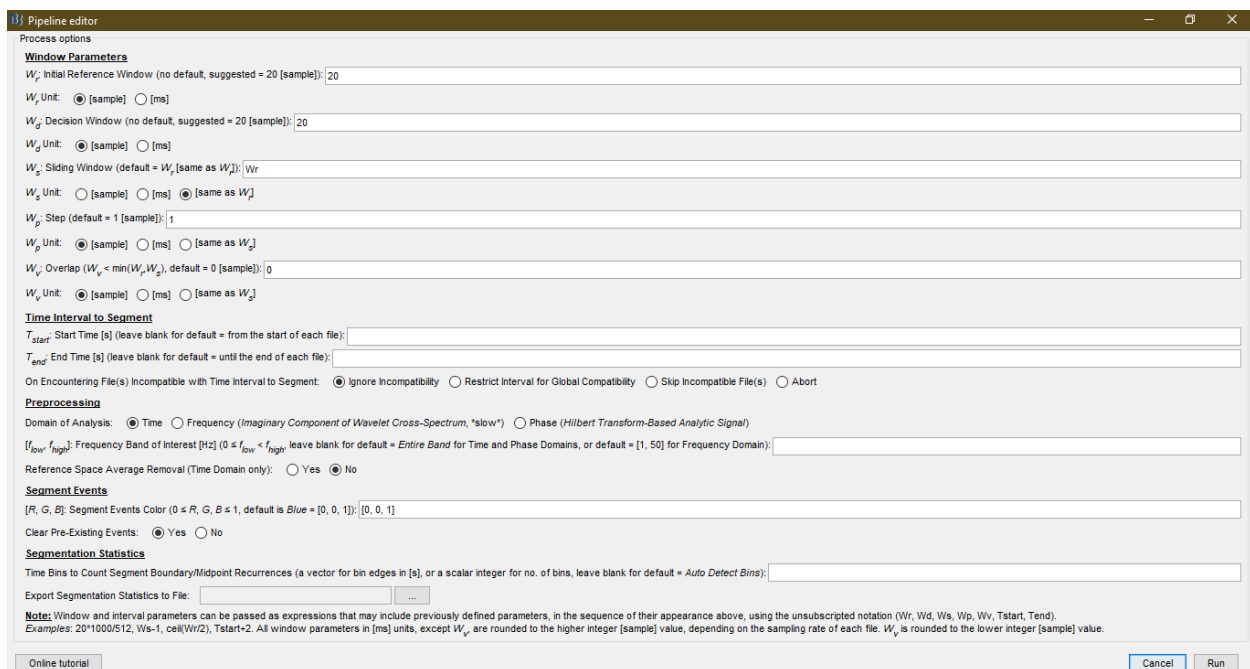 Pipeline editor
Process options
Window Parameters
Wr: Initial Reference Window (no default, suggested = 20 [sample]): 20
Wr Unit: [sample] [ms]
Wd: Decision Window (no default, suggested = 20 [sample]): 20
Wd Unit: [sample] [ms]
Ws: Sliding Window (default = Wr [same as Wr]): Wr
Ws Unit: [sample] [ms] [same as Wr]
Wp: Step (default = 1 [sample]): 1
Wp Unit: [sample] [ms] [same as Ws]
Wv: Overlap (Wv < min(Wr,Ws), default = 0 [sample]): 0
Wv Unit: [sample] [ms] [same as Ws]
Time Interval to Segment
Tstart: Start Time [s] (leave blank for default = from the start of each file):
Tend: End Time [s] (leave blank for default = until the end of each file):
On Encountering File(s) Incompatible with Time Interval to Segment: Ignore Incompatibility Restrict Interval for Global Compatibility Skip Incompatible File(s) Abort
Preprocessing
Domain of Analysis: Time Frequency (Imaginary Component of Wavelet Cross-Spectrum, *slow*) Phase (Hilbert Transform-Based Analytic Signal)
[flow, fhigh]: Frequency Band of Interest [Hz] (0 ≤ flow < fhigh, leave blank for default = Entire Band for Time and Phase Domains, or default = [1, 50] for Frequency Domain):
Reference Space Average Removal (Time Domain only): Yes No
Segment Events
[R, G, B]: Segment Events Color (0 ≤ R, G, B ≤ 1, default is Blue = [0, 0, 1]): [0, 0, 1]
Clear Pre-Existing Events: Yes No
Segmentation Statistics
Time Bins to Count Segment Boundary/Midpoint Recurrences (a vector for bin edges in [s], or a scalar integer for no. of bins, leave blank for default = Auto Detect Bins):
Export Segmentation Statistics to File: ...
Note: Window and interval parameters can be passed as expressions that may include previously defined parameters, in the sequence of their appearance above, using the unsubscripted notation (Wr, Wd, Ws, Wp, Wv, Tstart, Tend).
Examples: 20*1000/512, Ws-1, ceil(Wr/2), Tstart+2. All window parameters in [ms] units, except Wv, are rounded to the higher integer [sample] value, depending on the sampling rate of each file. Wv is rounded to the lower integer [sample] value.
Online tutorial Cancel Run